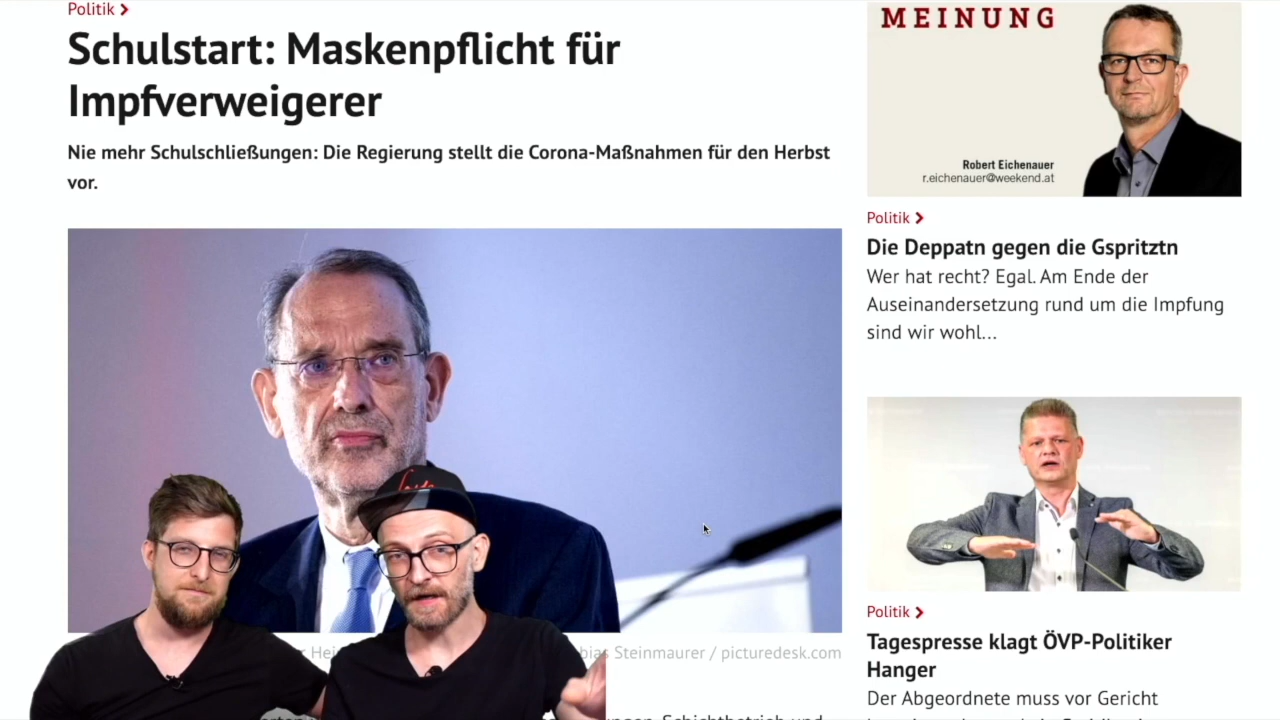 Politik
Schulstart: Maskenpflicht für
Impfverweigerer
Nie mehr Schulschließungen: Die Regierung stellt die Corona-Maßnahmen für den Herbst
vor.
Steinmaurer / picturedesk.com
Schichtbetrieb und
MEINUNG
Robert Eichenauer
r.eichenauer@weekend.at
Politik
Die Deppatn gegen die Gspritztn
Wer hat recht? Egal. Am Ende der
Auseinandersetzung rund um die Impfung
sind wir wohl...
Politik
Tagespresse klagt ÖVP-Politiker
Hanger
Der Abgeordnete muss vor Gericht